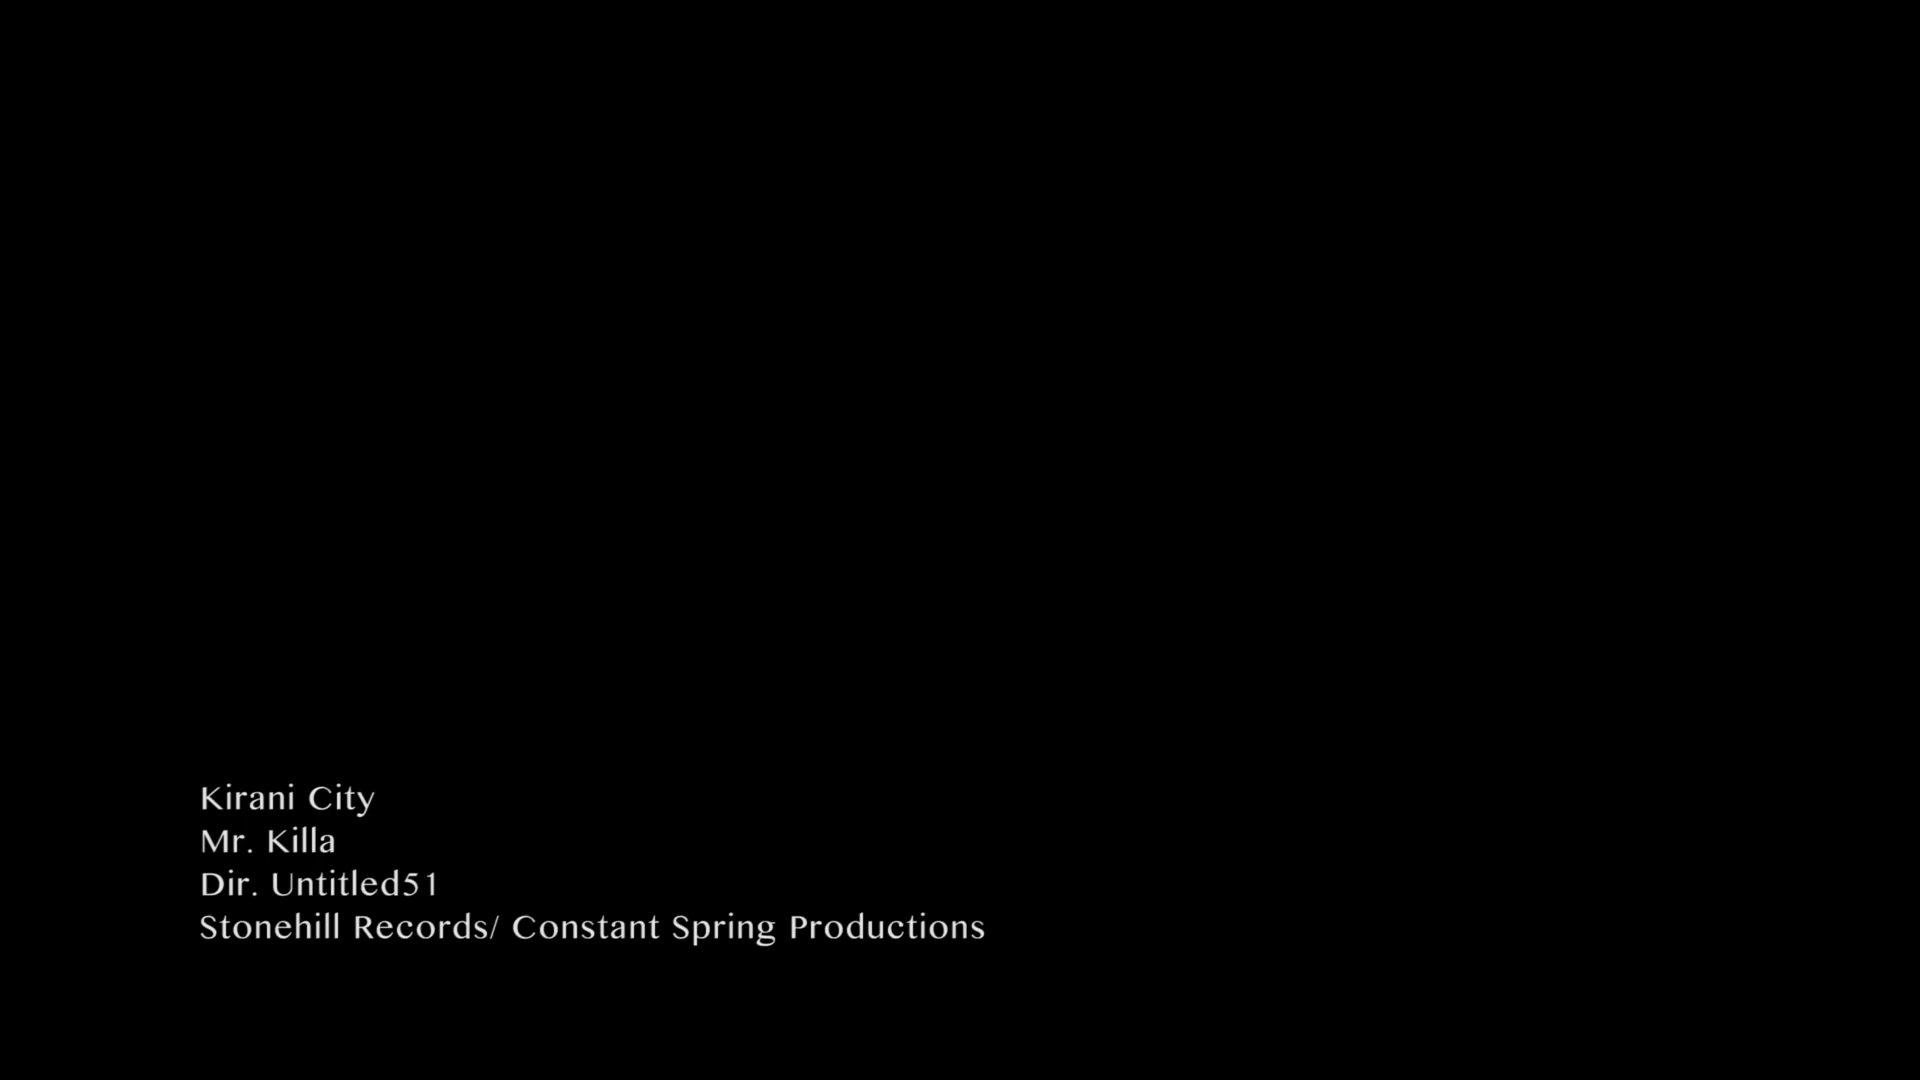 Kirani City
Mr. Killa
Dir. Untitled51
Stonehill Records/ Constant Spring Productions